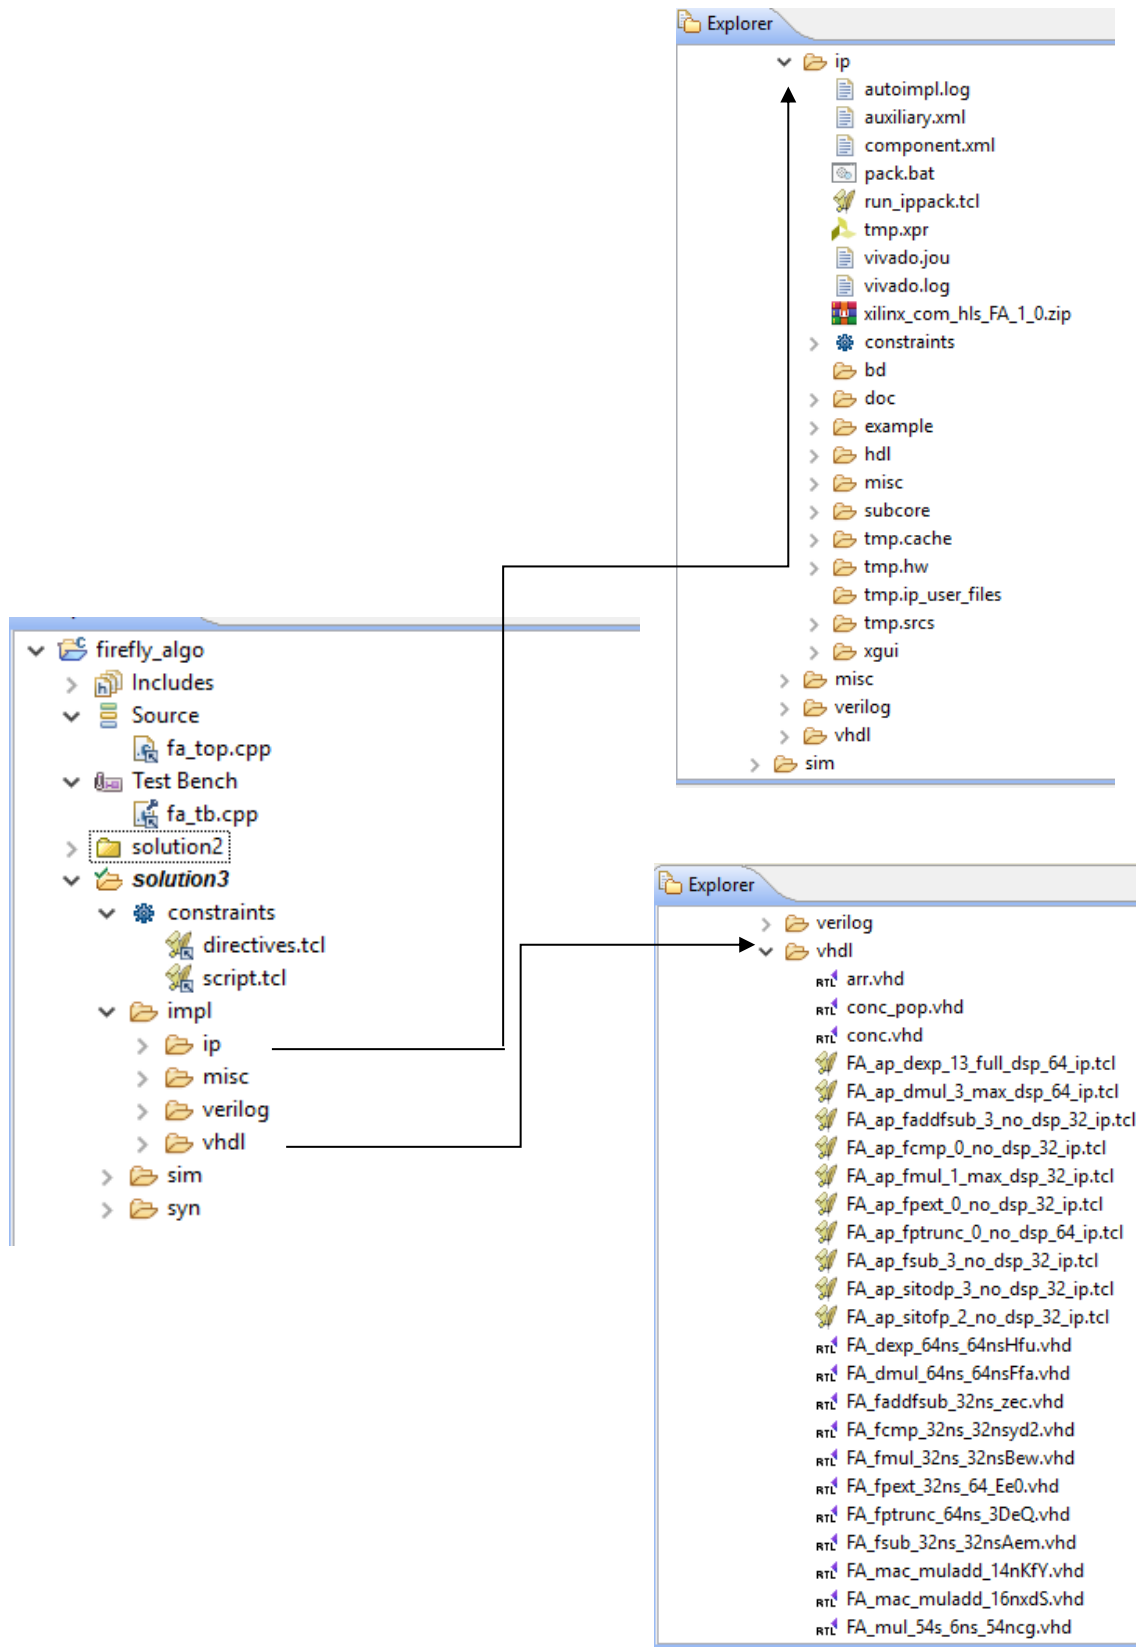 Explorer
ip
autoimpl.log
auxiliary.xml
component.xml
pack.bat
run_ippack.tcl
tmp.xpr
vivado.jou
vivado.log
xilinx_com_hls_FA_1_0.zip
constraints
bd
doc
example
hdl
misc
subcore
tmp.cache
tmp.hw
tmp.ip_user_files
tmp.srcs
xgui
misc
verilog
vhdl
sim
firefly_algo
Includes
Source
fa_top.cpp
Test Bench
fa_tb.cpp
solution2
solution3
constraints
directives.tcl
script.tcl
impl
ip
misc
verilog
vhdl
sim
syn
Explorer
verilog
vhdl
arr.vhd
conc_pop.vhd
conc.vhd
FA_ap_dexp_13_full_dsp_64_ip.tcl
FA_ap_dmul_3_max_dsp_64_ip.tcl
FA_ap_faddfsub_3_no_dsp_32_ip.tcl
FA_ap_fcmp_0_no_dsp_32_ip.tcl
FA_ap_fmul_1_max_dsp_32_ip.tcl
FA_ap_fpext_0_no_dsp_32_ip.tcl
FA_ap_fptrunc_0_no_dsp_64_ip.tcl
FA_ap_fsub_3_no_dsp_32_ip.tcl
FA_ap_sitodp_3_no_dsp_32_ip.tcl
FA_ap_sitofp_2_no_dsp_32_ip.tcl
FA_dexp_64ns_64nsHfu.vhd
FA_dmul_64ns_64nsFfa.vhd
FA_faddfsub_32ns_zec.vhd
FA_fcmp_32ns_32nsyd2.vhd
FA_fmul_32ns_32nsBew.vhd
FA_fpext_32ns_64_Ee0.vhd
FA_fptrunc_64ns_3DeQ.vhd
FA_fsub_32ns_32nsAem.vhd
FA_mac_muladd_14nKfY.vhd
FA_mac_muladd_16nxdS.vhd
FA_mul_54s_6ns_54ncg.vhd